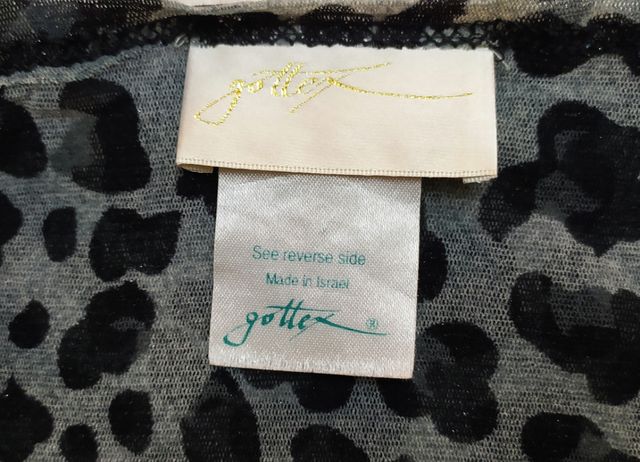 gottex
See reverse side
Made in Israel
gottex ®